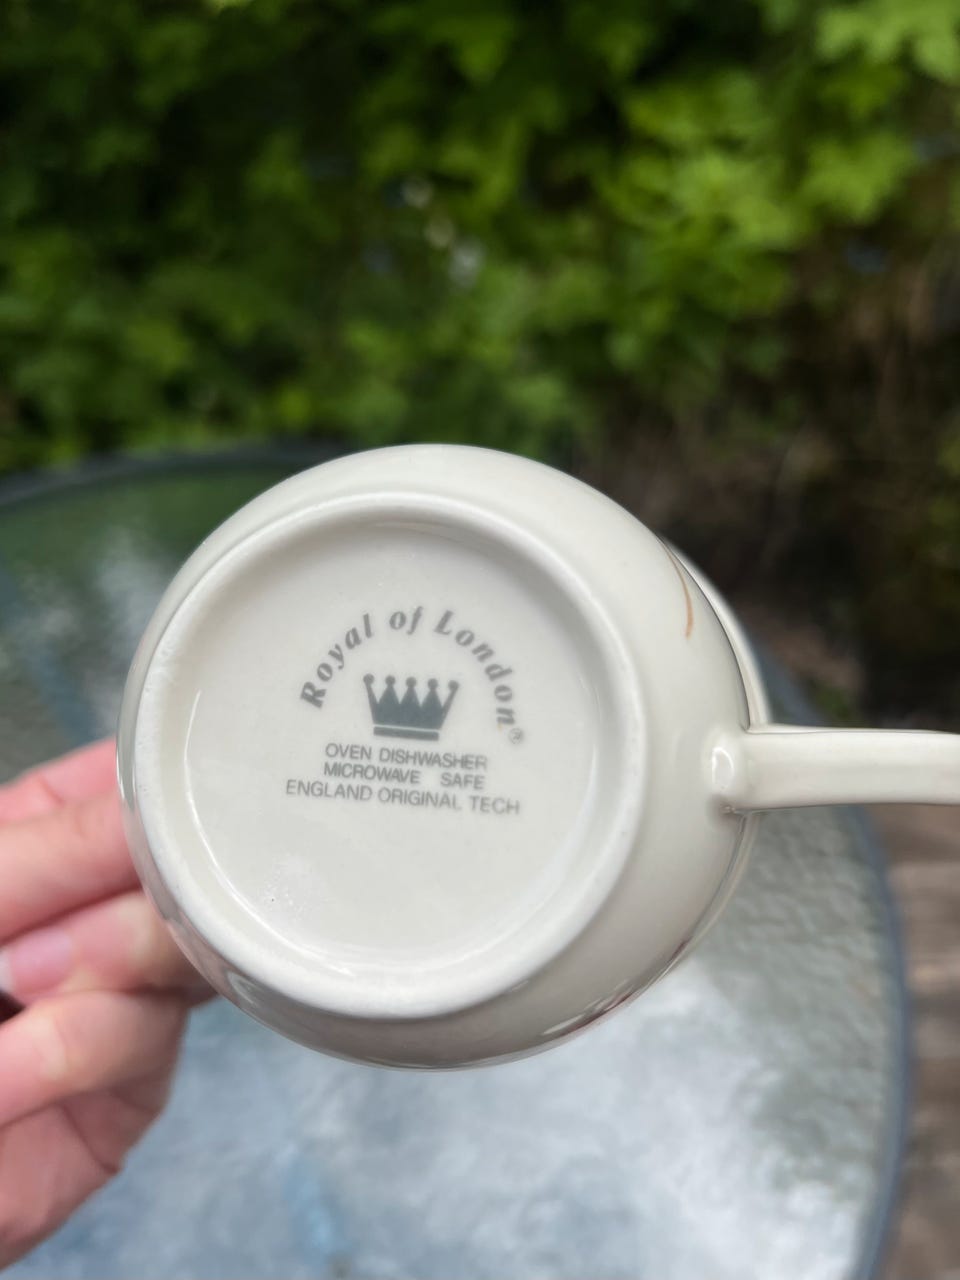 Royal of London®
OVEN DISHWASHER
MICROWAVE SAFE
ENGLAND ORIGINAL TECH